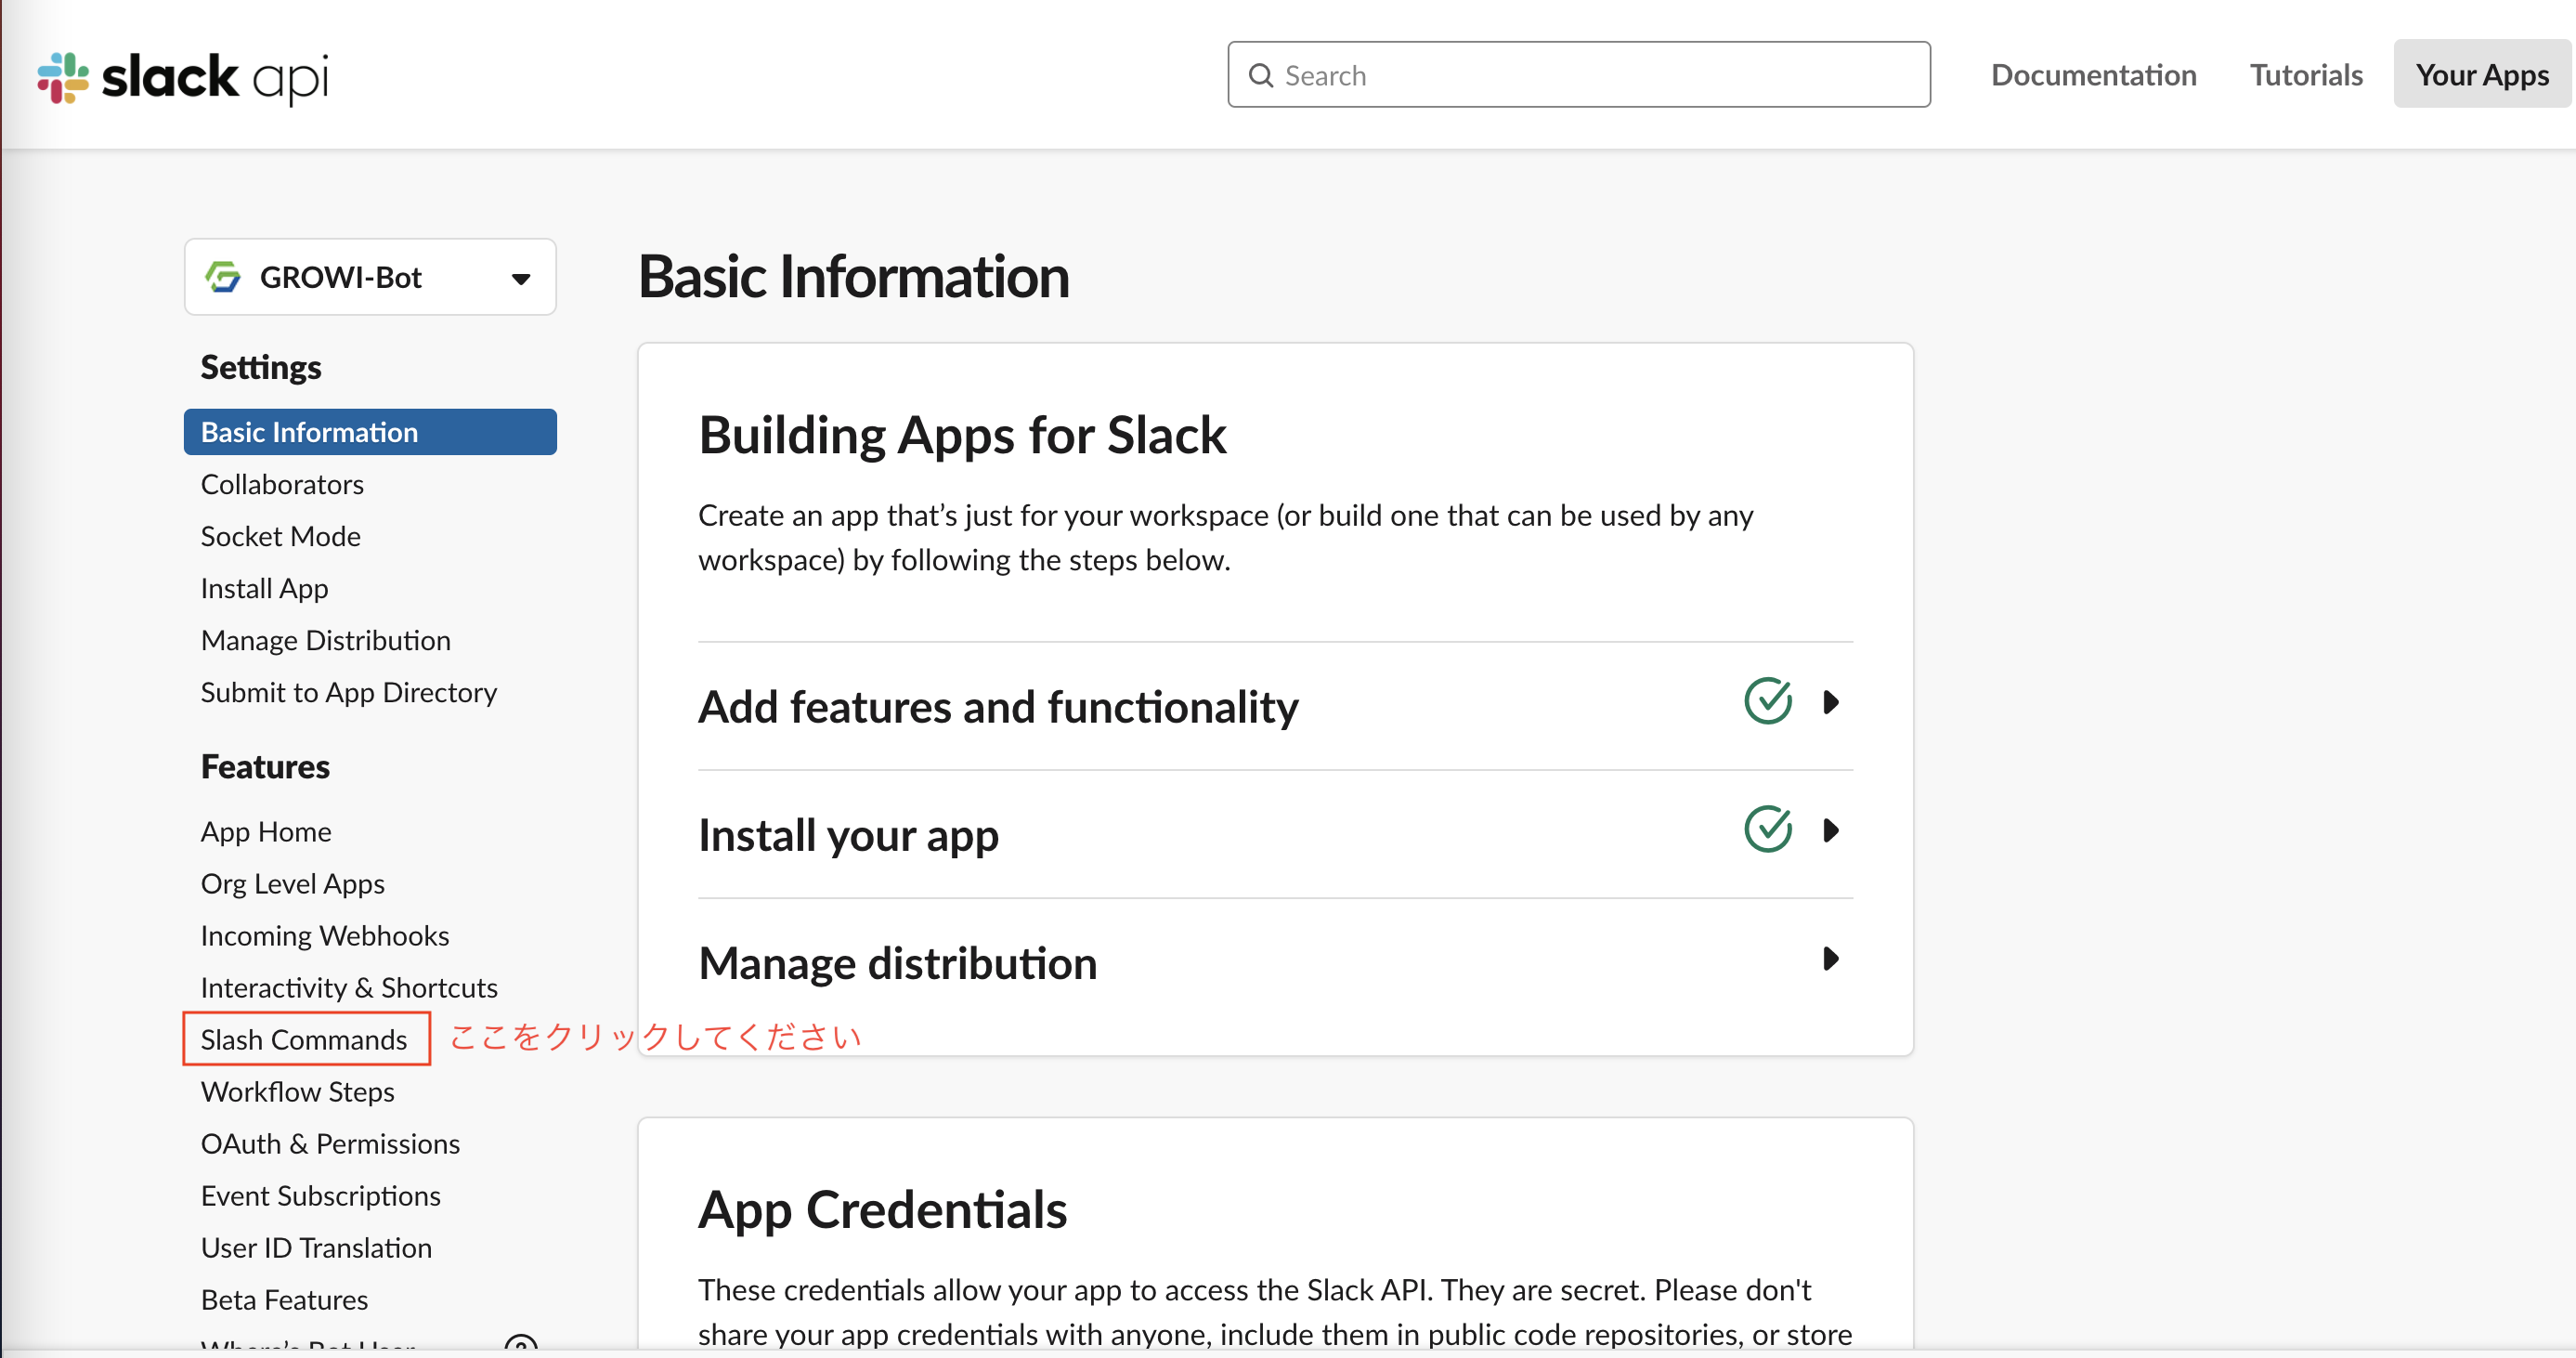 slack api
Search
Documentation
Tutorials
Your Apps
GROWI-Bot
Settings
Basic Information
Collaborators
Socket Mode
Install App
Manage Distribution
Submit to App Directory
Features
App Home
Org Level Apps
Incoming Webhooks
Interactivity & Shortcuts
Slash Commands
ここをクリックしてください
Workflow Steps
OAuth & Permissions
Event Subscriptions
User ID Translation
Beta Features
Where's Bot User
Basic Information
Building Apps for Slack
Create an app that’s just for your workspace (or build one that can be used by any
workspace) by following the steps below.
Add features and functionality
Install your app
Manage distribution
App Credentials
These credentials allow your app to access the Slack API. They are secret. Please don't
share your app credentials with anyone, include them in public code repositories, or store